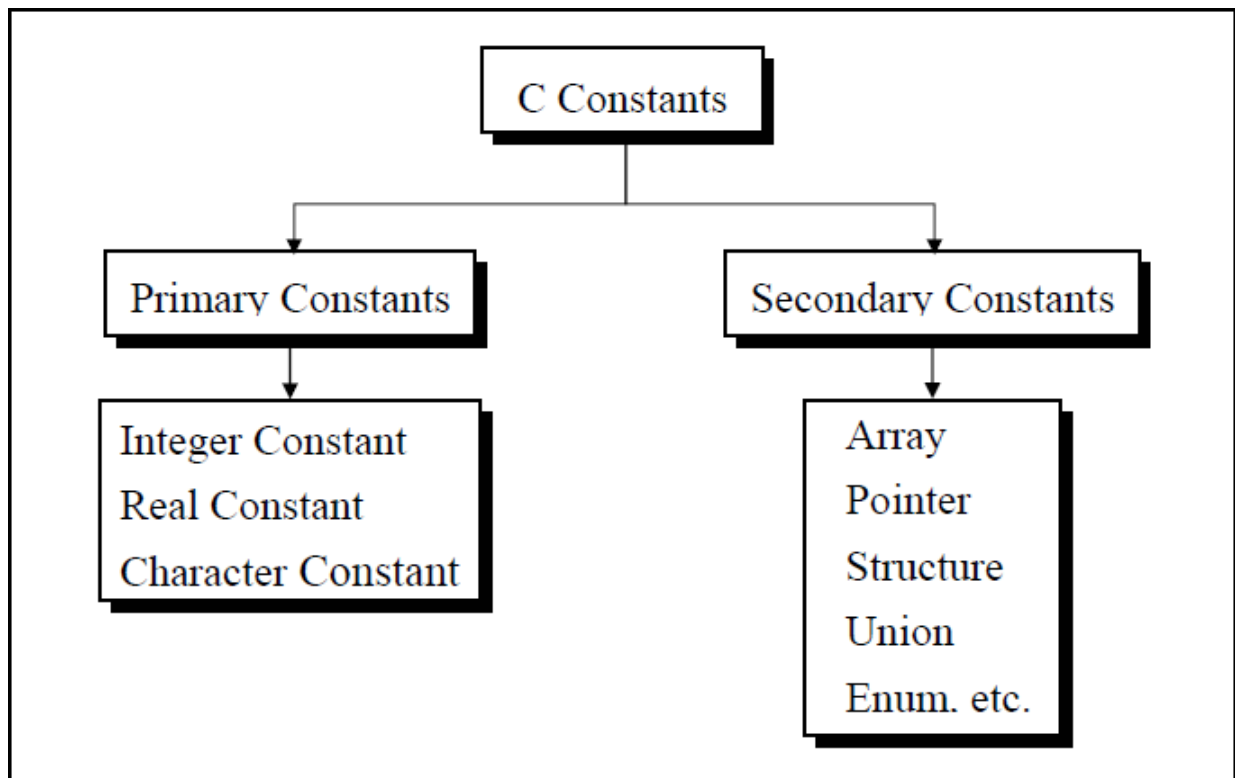 C Constants
Primary Constants
Secondary Constants
Integer Constant
Real Constant
Character Constant
Array
Pointer
Structure
Union
Enum. etc.